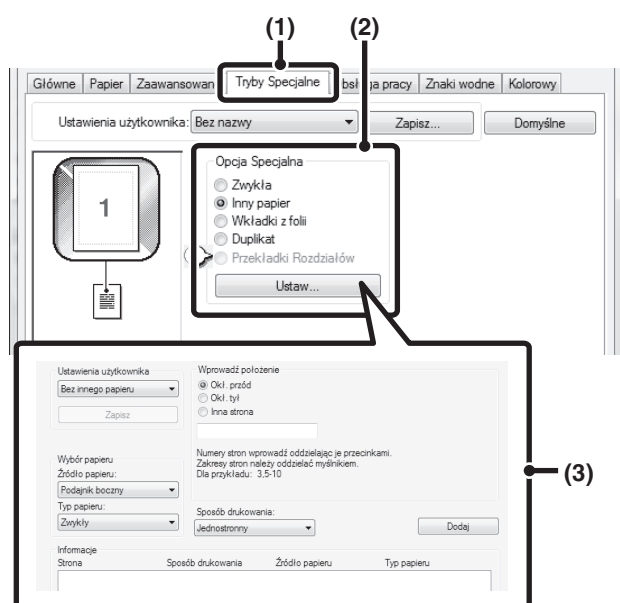 (1) (2)
Główne Papier Zaawansowan Tryby Specjalne bsługa pracy Znaki wodne Kolorowy
Ustawienia użytkownika: Bez nazwy Zapisz... Domyślne
Opcja Specjalna
Zwykła
1 Inny papier
Wkładki z folii
Duplikat
Przekładki Rozdziałów
Ustaw...
Ustawienia użytkownika Wprowadź położenie
Bez innego papieru Okł. przód
Okł. tył
Zapisz Inna strona
Numery stron wprowadź oddzielając je przecinkami.
Wybór papieru Zakresy stron należy oddzielać myślnikiem.
Źródło papieru: Dla przykładu: 3,5-10
(3)
Podajnik boczny
Typ papieru: Sposób drukowania:
Zwykły Jednostronny Dodaj
Informacje
Strona Sposób drukowania Źródło papieru Typ papieru